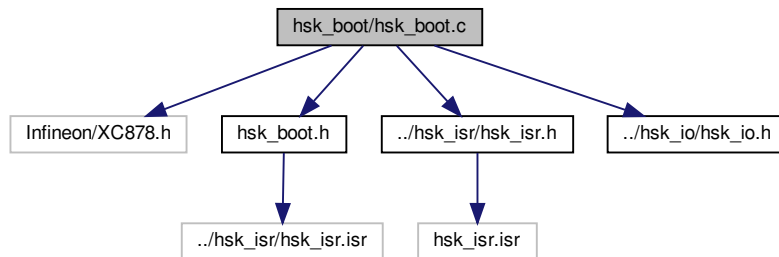 hsk_boot/hsk_boot.c
Infineon/XC878.h
hsk_boot.h
../hsk_isr/hsk_isr.h
../hsk_io/hsk_io.h
../hsk_isr/hsk_isr.isr
hsk_isr.isr